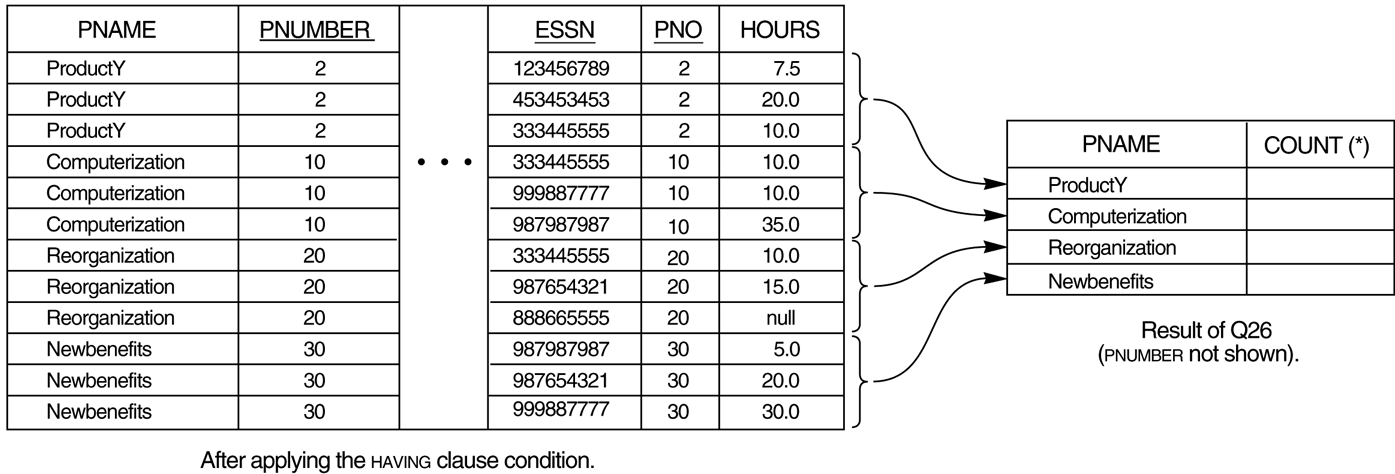 PNAME PNUMBER ESSN PNO HOURS
ProductY 2 123456789 2 7.5
ProductY 2 453453453 2 20.0
ProductY 2 333445555 2 10.0
Computerization 10 • • • 333445555 10 10.0
Computerization 10 999887777 10 10.0
Computerization 10 987987987 10 35.0
Reorganization 20 333445555 20 10.0
Reorganization 20 987654321 20 15.0
Reorganization 20 888665555 20 null
Newbenefits 30 987987987 30 5.0
Newbenefits 30 987654321 30 20.0
Newbenefits 30 999887777 30 30.0
After applying the HAVING clause condition.
PNAME COUNT (*)
ProductY
Computerization
Reorganization
Newbenefits
Result of Q26
(PNUMBER not shown).